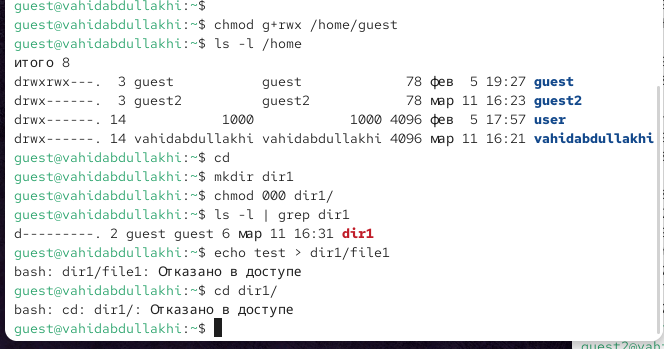 guest@vahidabdullakhi:~$
guest@vahidabdullakhi:~$ chmod g+rwx /home/guest
guest@vahidabdullakhi:~$ ls -l /home
итого 8
drwxrwx---.  3 guest           guest             78 фев  5 19:27 guest
drwx------.  3 guest2          guest2            78 мар 11 16:23 guest2
drwx------. 14            1000            1000 4096 фев  5 17:57 user
drwx------. 14 vahidabdullakhi vahidabdullakhi 4096 мар 11 16:21 vahidabdullakhi
guest@vahidabdullakhi:~$ cd
guest@vahidabdullakhi:~$ mkdir dir1
guest@vahidabdullakhi:~$ chmod 000 dir1/
guest@vahidabdullakhi:~$ ls -l | grep dir1
d---------. 2 guest guest 6 мар 11 16:31 dir1
guest@vahidabdullakhi:~$ echo test > dir1/file1
bash: dir1/file1: Отказано в доступе
guest@vahidabdullakhi:~$ cd dir1/
bash: cd: dir1/: Отказано в доступе
guest@vahidabdullakhi:~$